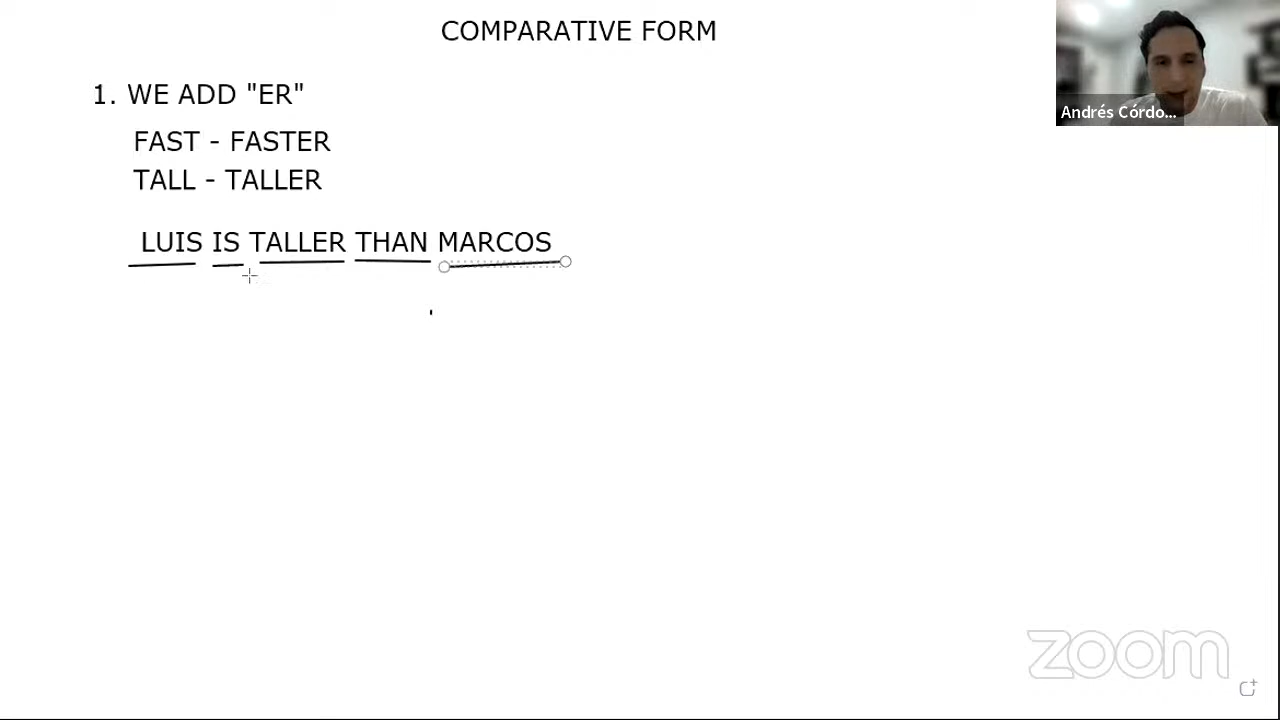 COMPARATIVE FORM
Andrés Córdo...
1. WE ADD "ER"
FAST - FASTER
TALL - TALLER
LUIS IS TALLER THAN MARCOS
zoom